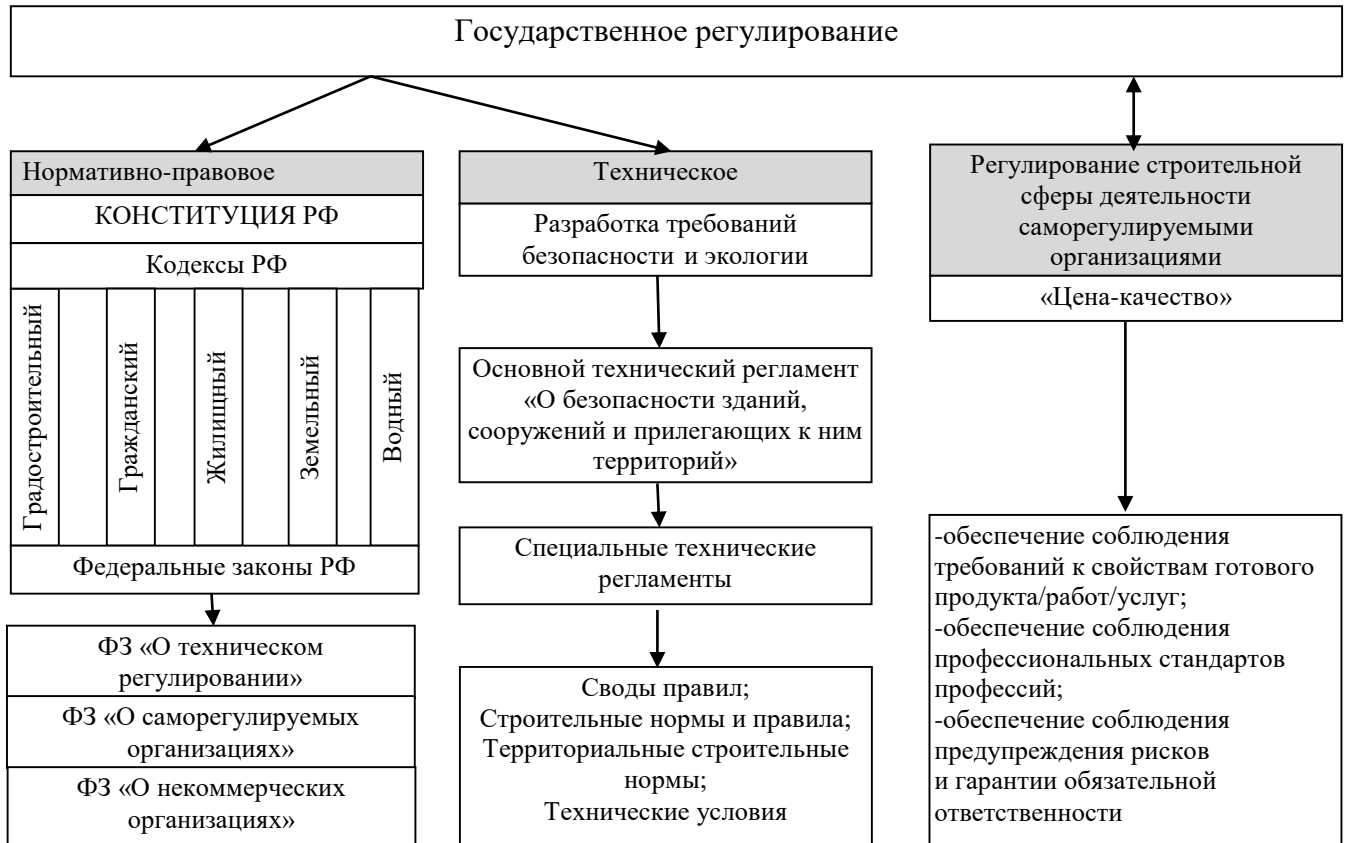 Государственное регулирование
Нормативно-правовое
КОНСТИТУЦИЯ РФ
Кодексы РФ
Градостроительный
Гражданский
Жилищный
Земельный
Водный
Федеральные законы РФ
ФЗ «О техническом
регулировании»
ФЗ «О саморегулируемых
организациях»
ФЗ «О некоммерческих
организациях»
Техническое
Разработка требований
безопасности и экологии
Основной технический регламент
«О безопасности зданий,
сооружений и прилегающих к ним
территорий»
Специальные технические
регламенты
Своды правил;
Строительные нормы и правила;
Территориальные строительные
нормы;
Технические условия
Регулирование строительной
сферы деятельности
саморегулируемыми
организациями
«Цена-качество»
-обеспечение соблюдения
требований к свойствам готового
продукта/работ/услуг;
-обеспечение соблюдения
профессиональных стандартов
профессий;
-обеспечение соблюдения
предупреждения рисков
и гарантии обязательной
ответственности